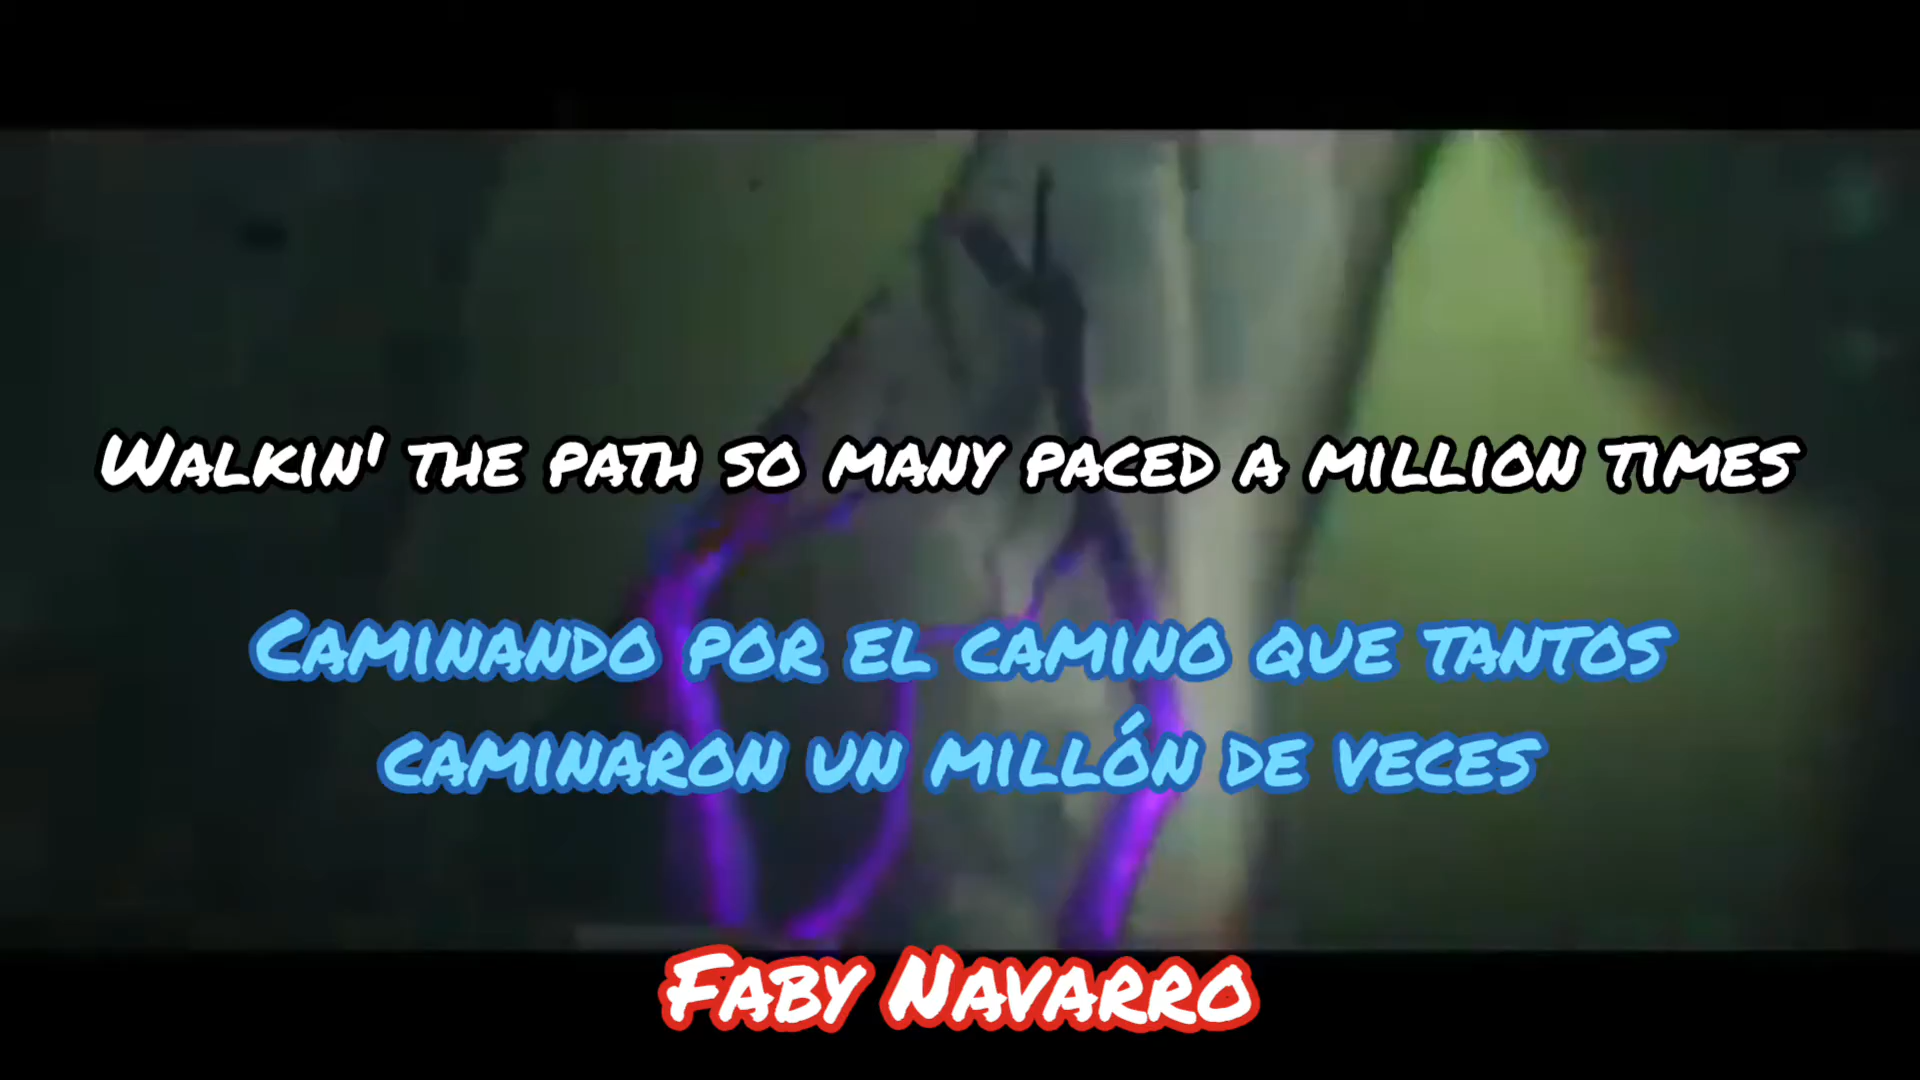 Walkin' the path so many paced a million times
Caminando por el camino que tantos
caminaron un millón de veces
Faby Navarro